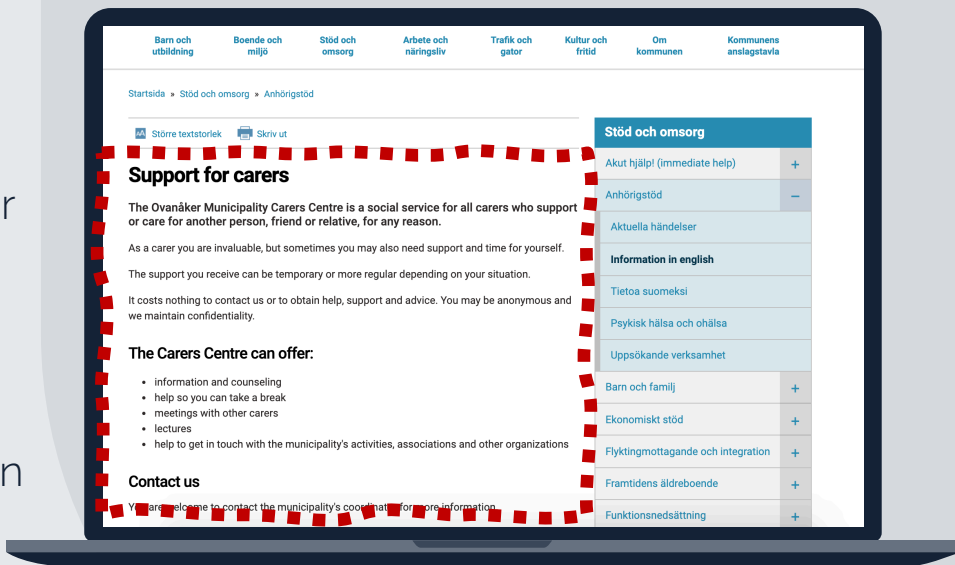 Barn och utbildning
Boende och miljö
Stöd och omsorg
Arbete och näringsliv
Trafik och gator
Kultur och fritid
Om kommunen
Kommunens anslagstavla
Startsida » Stöd och omsorg » Anhörigstöd
AA Större textstorlek Skriv ut
Support for carers
The Ovanåker Municipality Carers Centre is a social service for all carers who support
or care for another person, friend or relative, for any reason.
As a carer you are invaluable, but sometimes you may also need support and time for yourself.
The support you receive can be temporary or more regular depending on your situation.
It costs nothing to contact us or to obtain help, support and advice. You may be anonymous and
we maintain confidentiality.
The Carers Centre can offer:
• information and counseling
• help so you can take a break
• meetings with other carers
• lectures
• help to get in touch with the municipality's activities, associations and other organizations
Contact us
You are welcome to contact the municipality's coordinator for more information
Stöd och omsorg
Akut hjälp! (immediate help) +
Anhörigstöd –
Aktuella händelser
Information in english
Tietoa suomeksi
Psykisk hälsa och ohälsa
Uppsökande verksamhet
Barn och familj +
Ekonomiskt stöd +
Flyktingmottagande och integration +
Framtidens äldreboende +
Funktionsnedsättning +
r
n